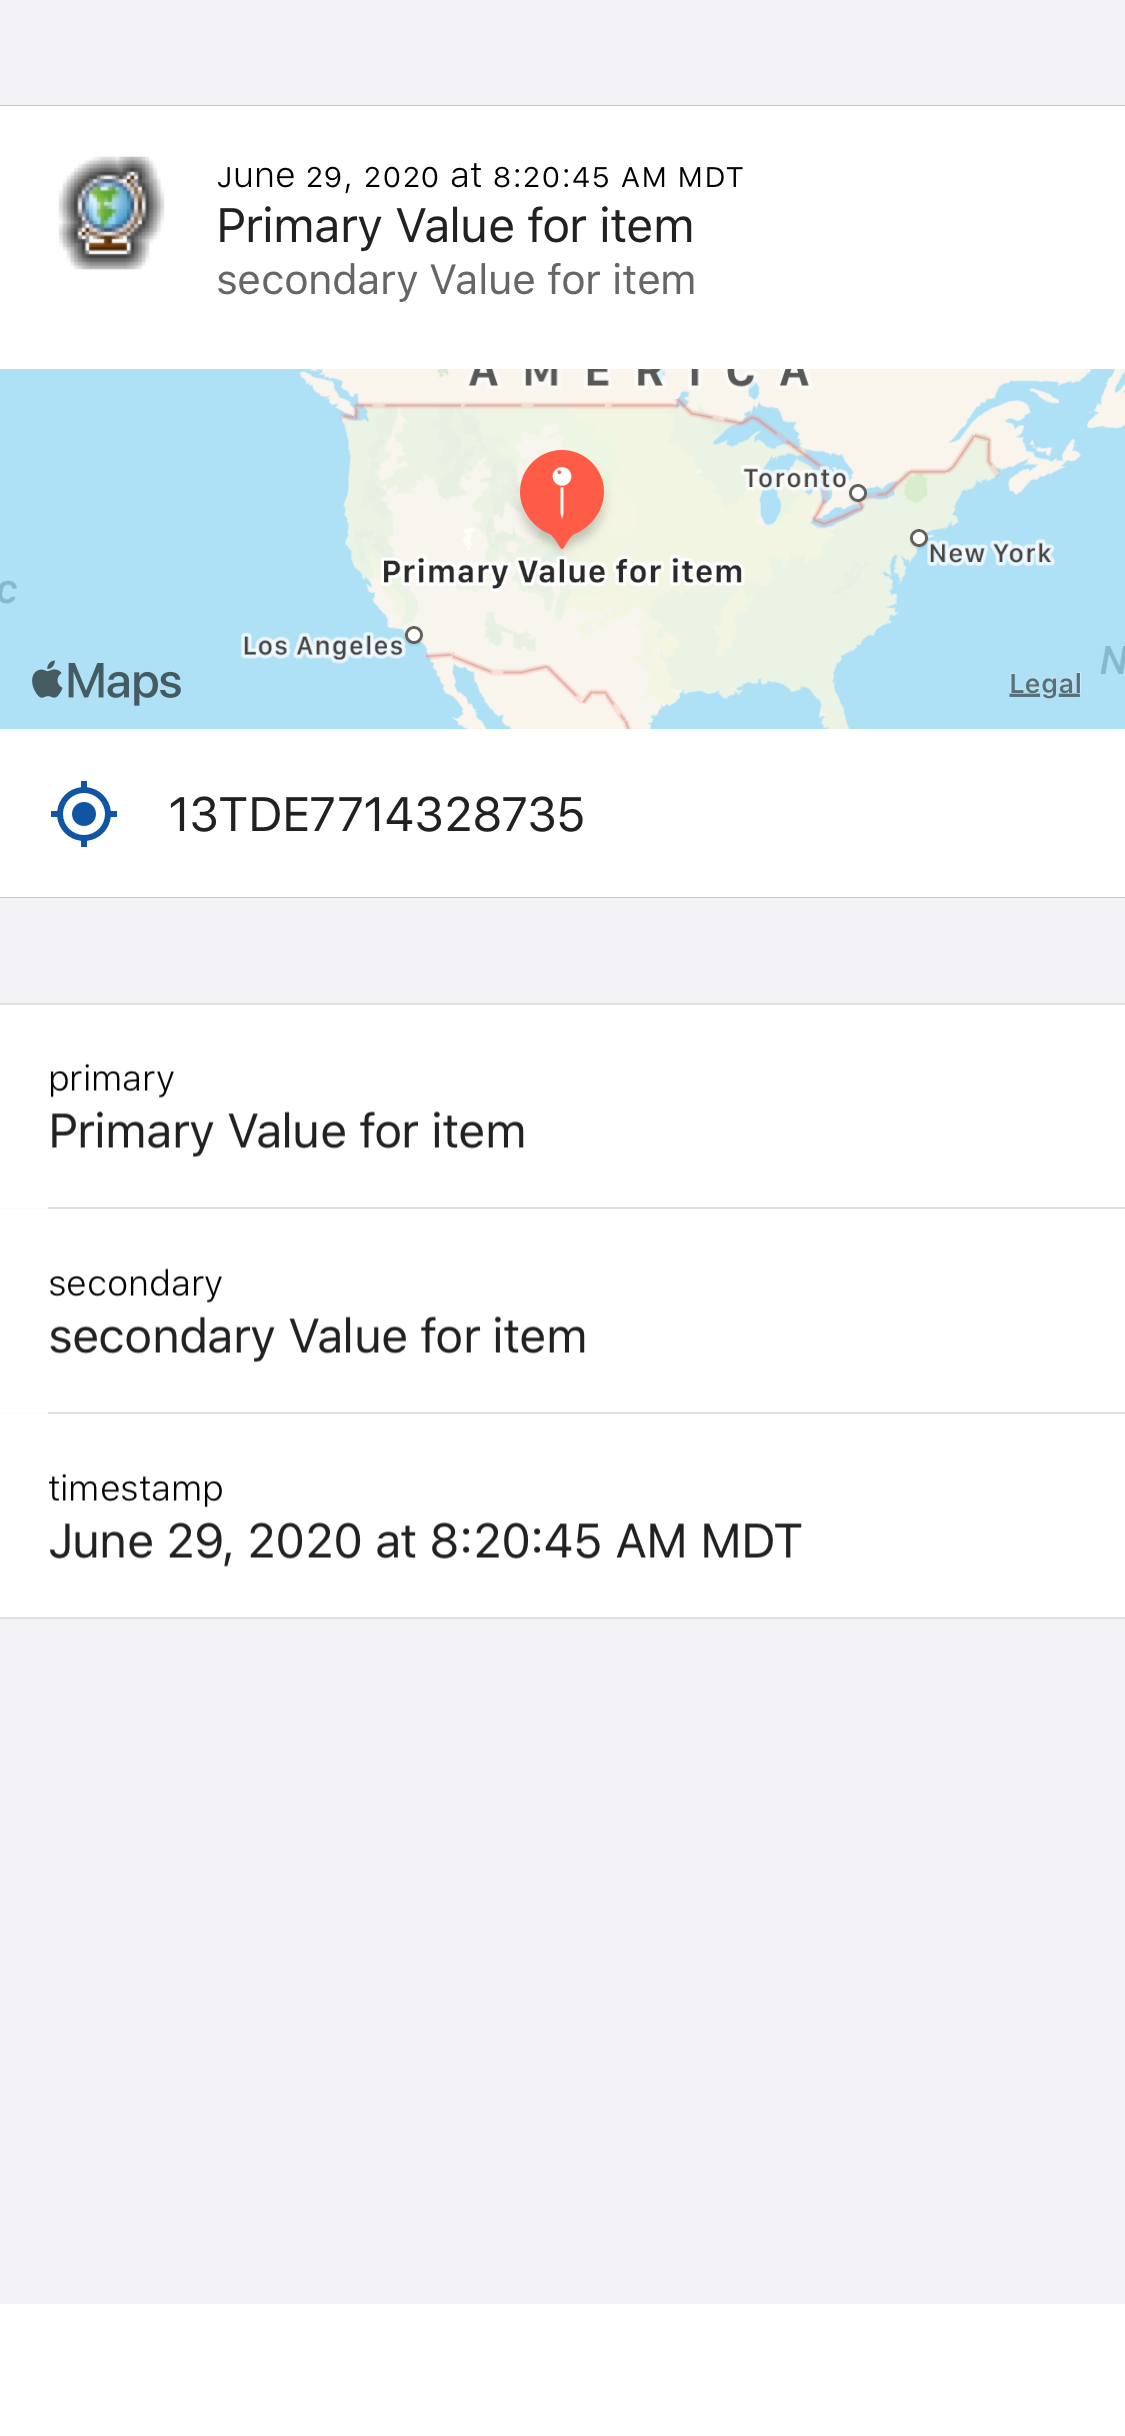 June 29, 2020 at 8:20:45 AM MDT
Primary Value for item
secondary Value for item
AMERICA
Toronto
New York
Primary Value for item
Los Angeles
Maps
Legal
13TDE7714328735
primary
Primary Value for item
secondary
secondary Value for item
timestamp
June 29, 2020 at 8:20:45 AM MDT